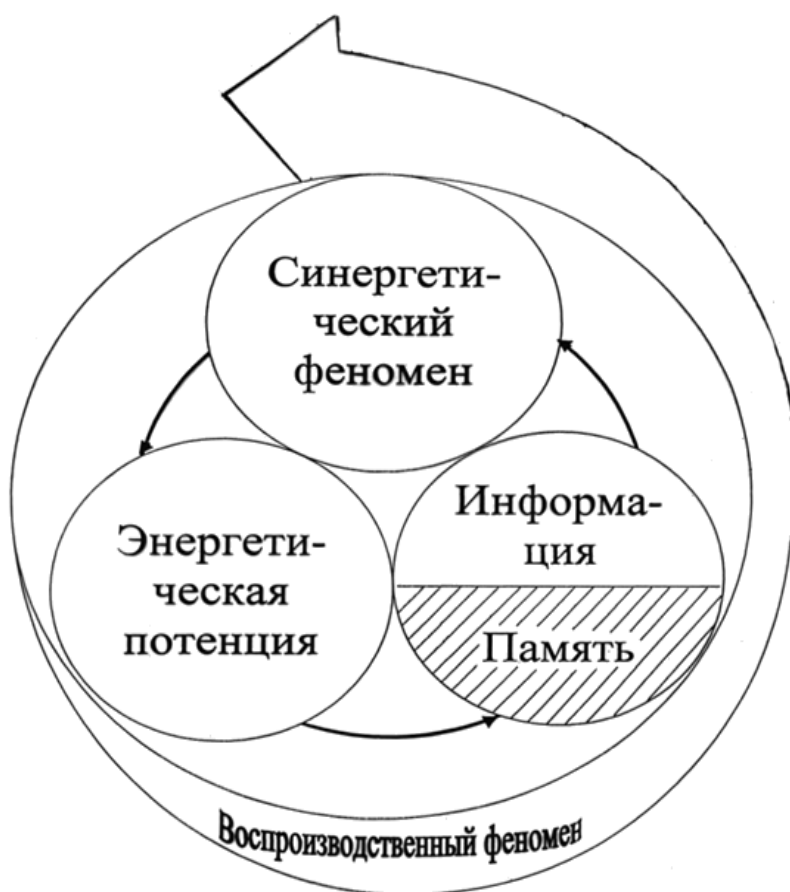 Синергети-
ческий
феномен
Энергети-
ческая
потенция
Информа-
ция
Память
Воспроизводственный феномен